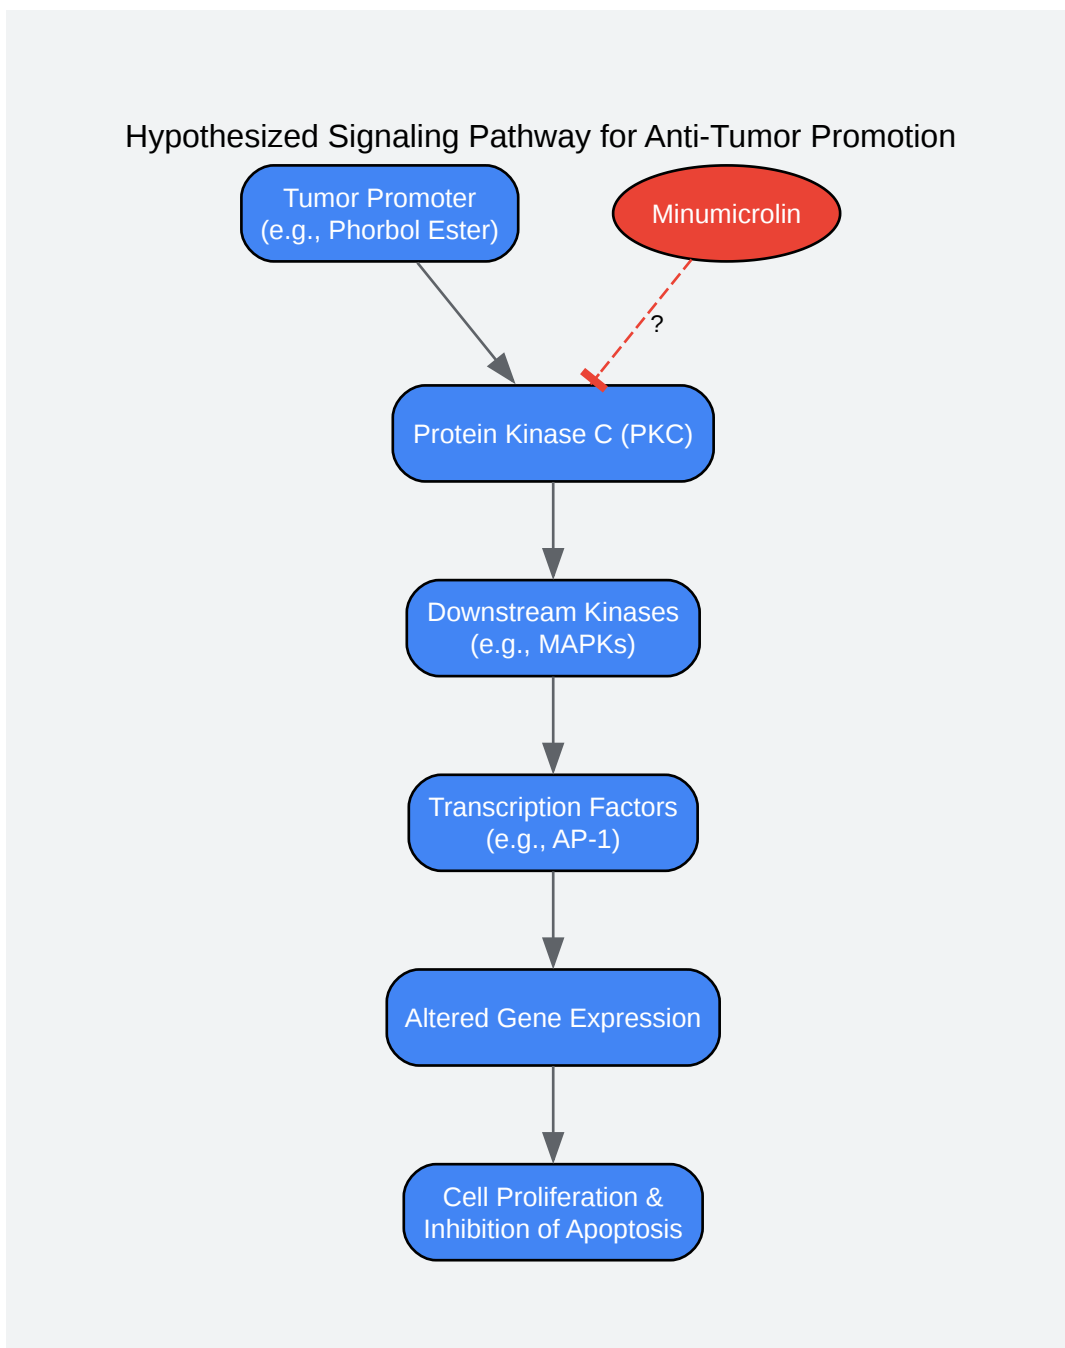 Hypothesized Signaling Pathway for Anti-Tumor Promotion
Tumor Promoter
(e.g., Phorbol Ester)
Minumicrolin
?
Protein Kinase C (PKC)
Downstream Kinases
(e.g., MAPKs)
Transcription Factors
(e.g., AP-1)
Altered Gene Expression
Cell Proliferation &
Inhibition of Apoptosis